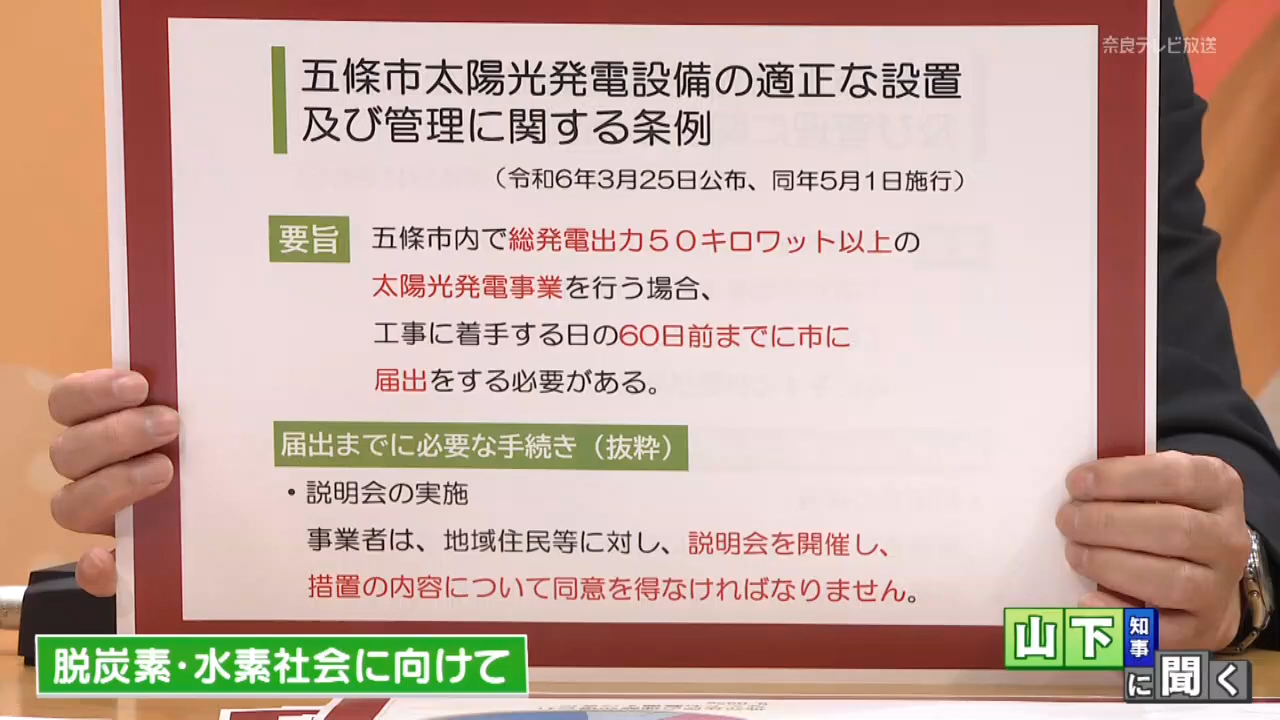 奈良テレビ放送
五條市太陽光発電設備の適正な設置
及び管理に関する条例
（令和6年3月25日公布、同年5月1日施行）
要旨
五條市内で総発電出力５０キロワット以上の
太陽光発電事業を行う場合、
工事に着手する日の60日前までに市に
届出をする必要がある。
届出までに必要な手続き（抜粋）
・説明会の実施
事業者は、地域住民等に対し、説明会を開催し、
措置の内容について同意を得なければなりません。
脱炭素・水素社会に向けて
山下知事に聞く